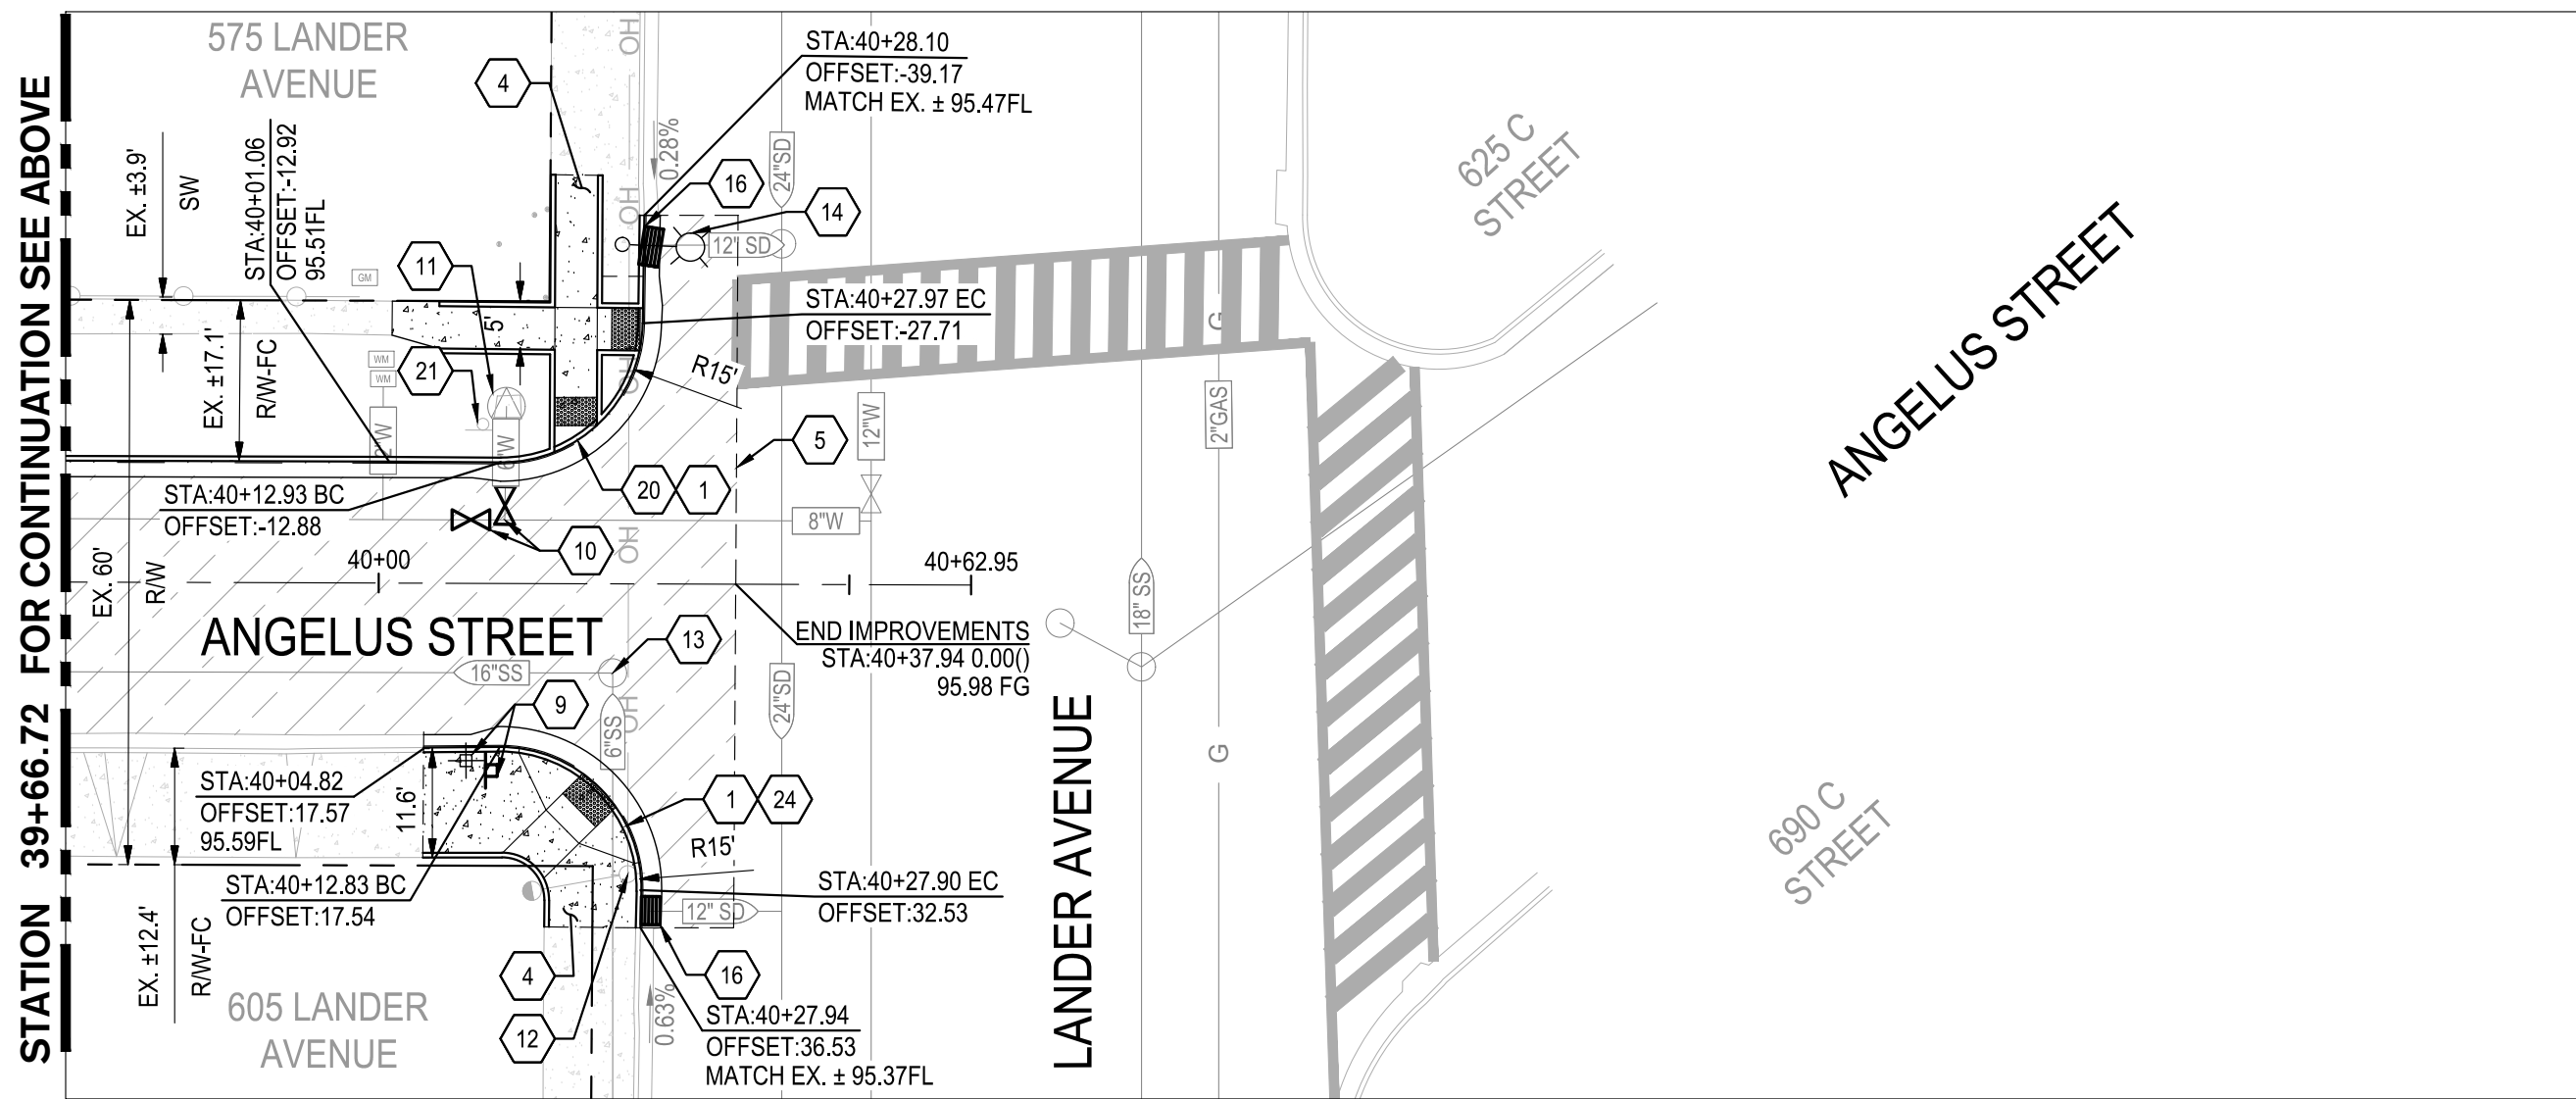 STATION 39+66.72 FOR CONTINUATION SEE ABOVE
575 LANDER
AVENUE
EX. ±3.9'
SW
STA:40+01.06
OFFSET:-12.92
95.51FL
4
OH
STA:40+28.10
OFFSET:-39.17
MATCH EX. ± 95.47FL
0.28%
16
24"SD
14
12" SD
OH
625 C
STREET
ANGELUS STREET
GM
11
5'
STA:40+27.97 EC
OFFSET:-27.71
G
EX. ±17.1'
R/W-FC
WM
WM
21
OH
R15'
2"W
6"W
5
12"W
2"GAS
STA:40+12.93 BC
OFFSET:-12.88
20
1
8"W
10
OH
EX. 60'
R/W
40+00
40+62.95
18" SS
ANGELUS STREET
13
END IMPROVEMENTS
STA:40+37.94 0.00()
95.98 FG
16"SS
9
6"SS
OH
24"SD
LANDER AVENUE
G
STA:40+04.82
OFFSET:17.57
95.59FL
11.6'
1
24
R15'
690 C
STREET
STA:40+12.83 BC
OFFSET:17.54
STA:40+27.90 EC
OFFSET:32.53
12" SD
EX. ±12.4'
R/W-FC
4
16
605 LANDER
AVENUE
12
0.63%
STA:40+27.94
OFFSET:36.53
MATCH EX. ± 95.37FL